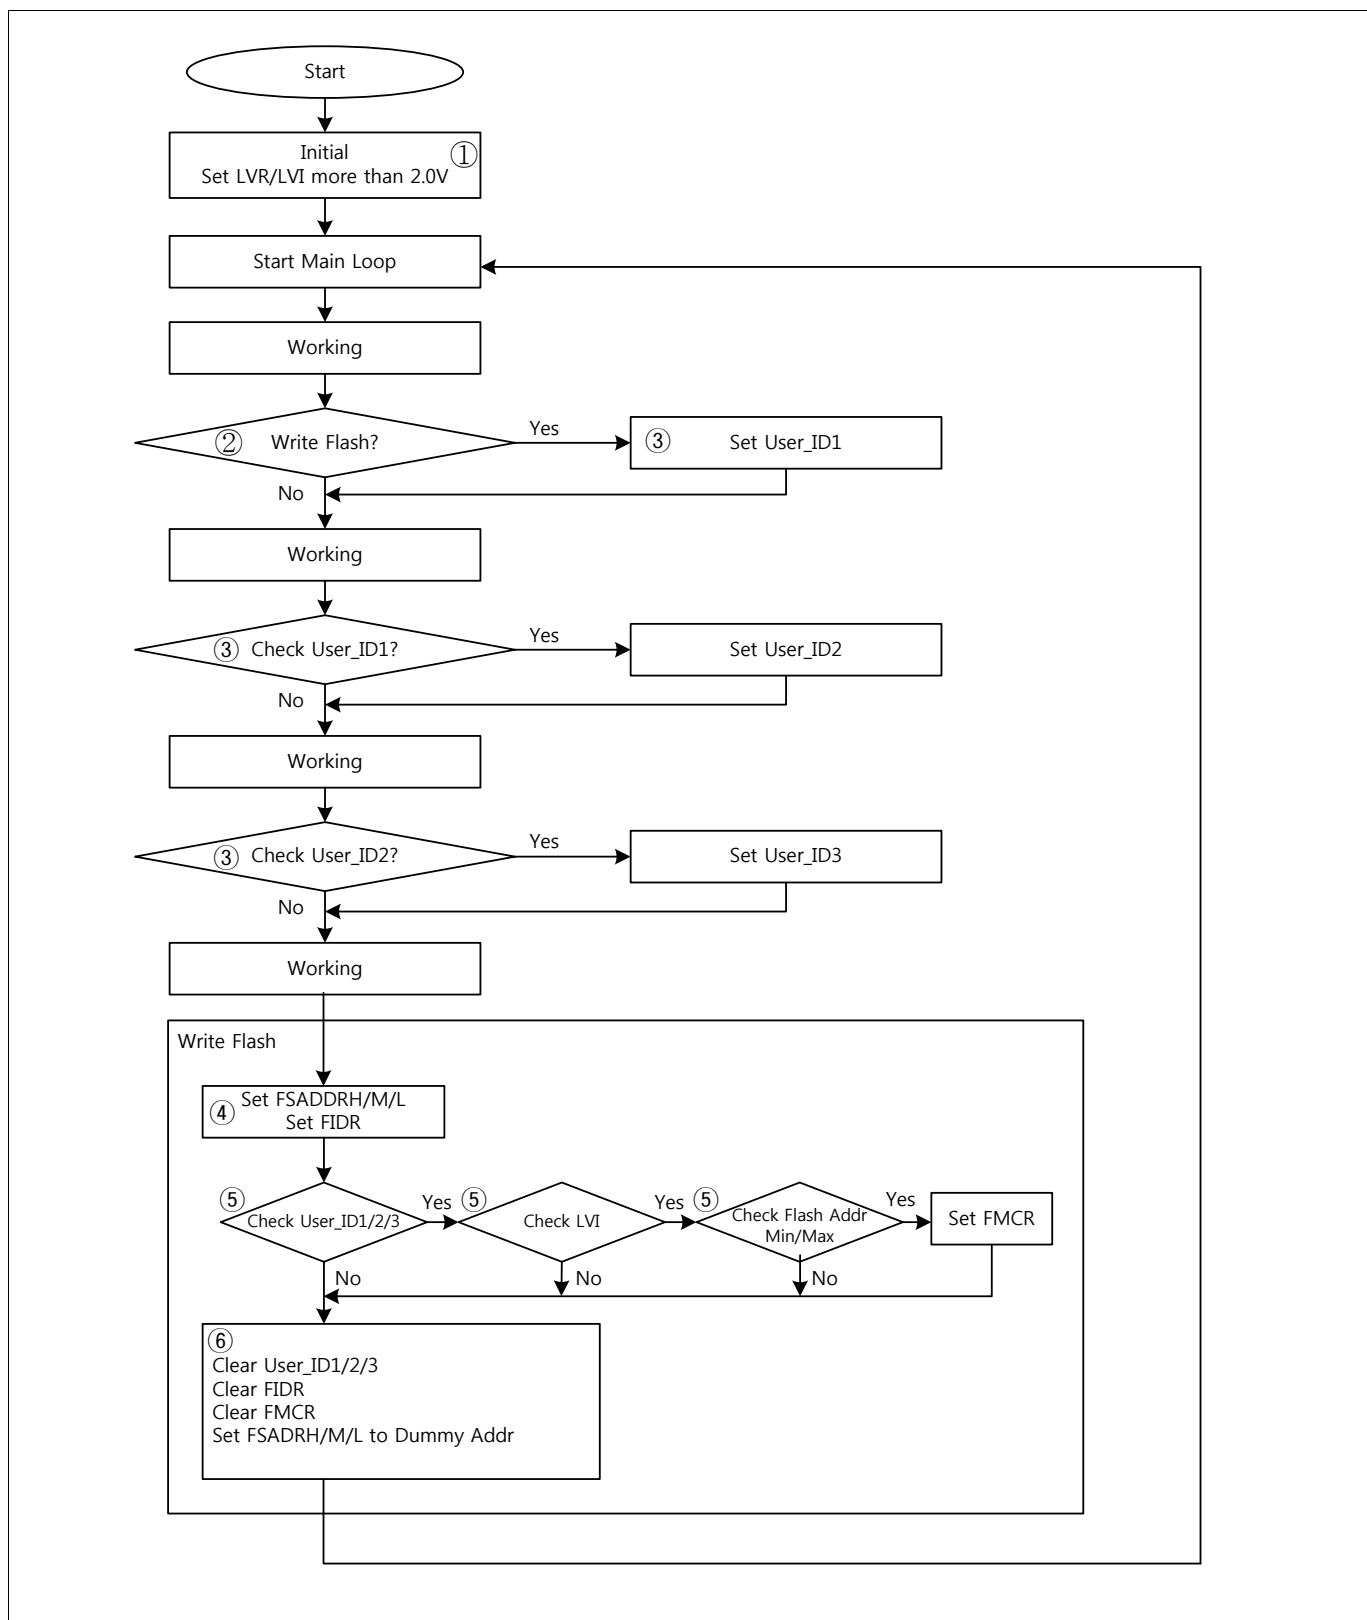 Start
Initial
①
Set LVR/LVI more than 2.0V
Start Main Loop
Working
② Write Flash?
Yes
③ Set User_ID1
No
Working
③ Check User_ID1?
Yes
Set User_ID2
No
Working
③ Check User_ID2?
Yes
Set User_ID3
No
Working
Write Flash
④
Set FSADDRH/M/L
Set FIDR
⑤
Check User_ID1/2/3
Yes
⑤
Check LVI
Yes
⑤
Check Flash Addr
Min/Max
Yes
Set FMCR
No
No
No
⑥
Clear User_ID1/2/3
Clear FIDR
Clear FMCR
Set FSADRH/M/L to Dummy Addr